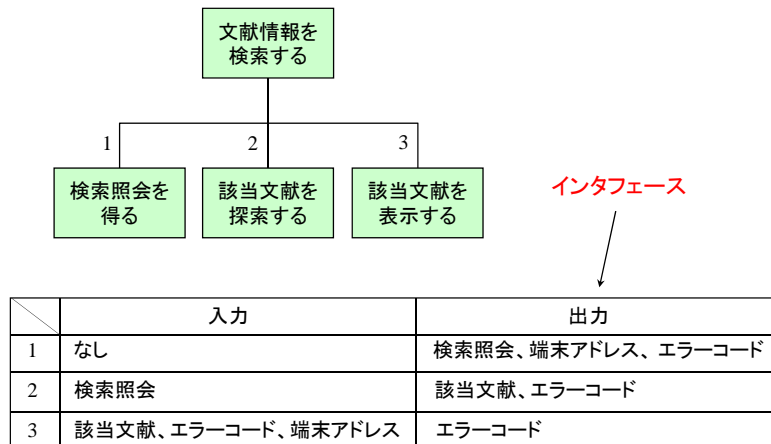 文献情報を
検索する
1
2
3
検索照会を
得る
該当文献を
探索する
該当文献を
表示する
インタフェース
入力
出力
1
なし
検索照会、端末アドレス、エラーコード
2
検索照会
該当文献、エラーコード
3
該当文献、エラーコード、端末アドレス
エラーコード